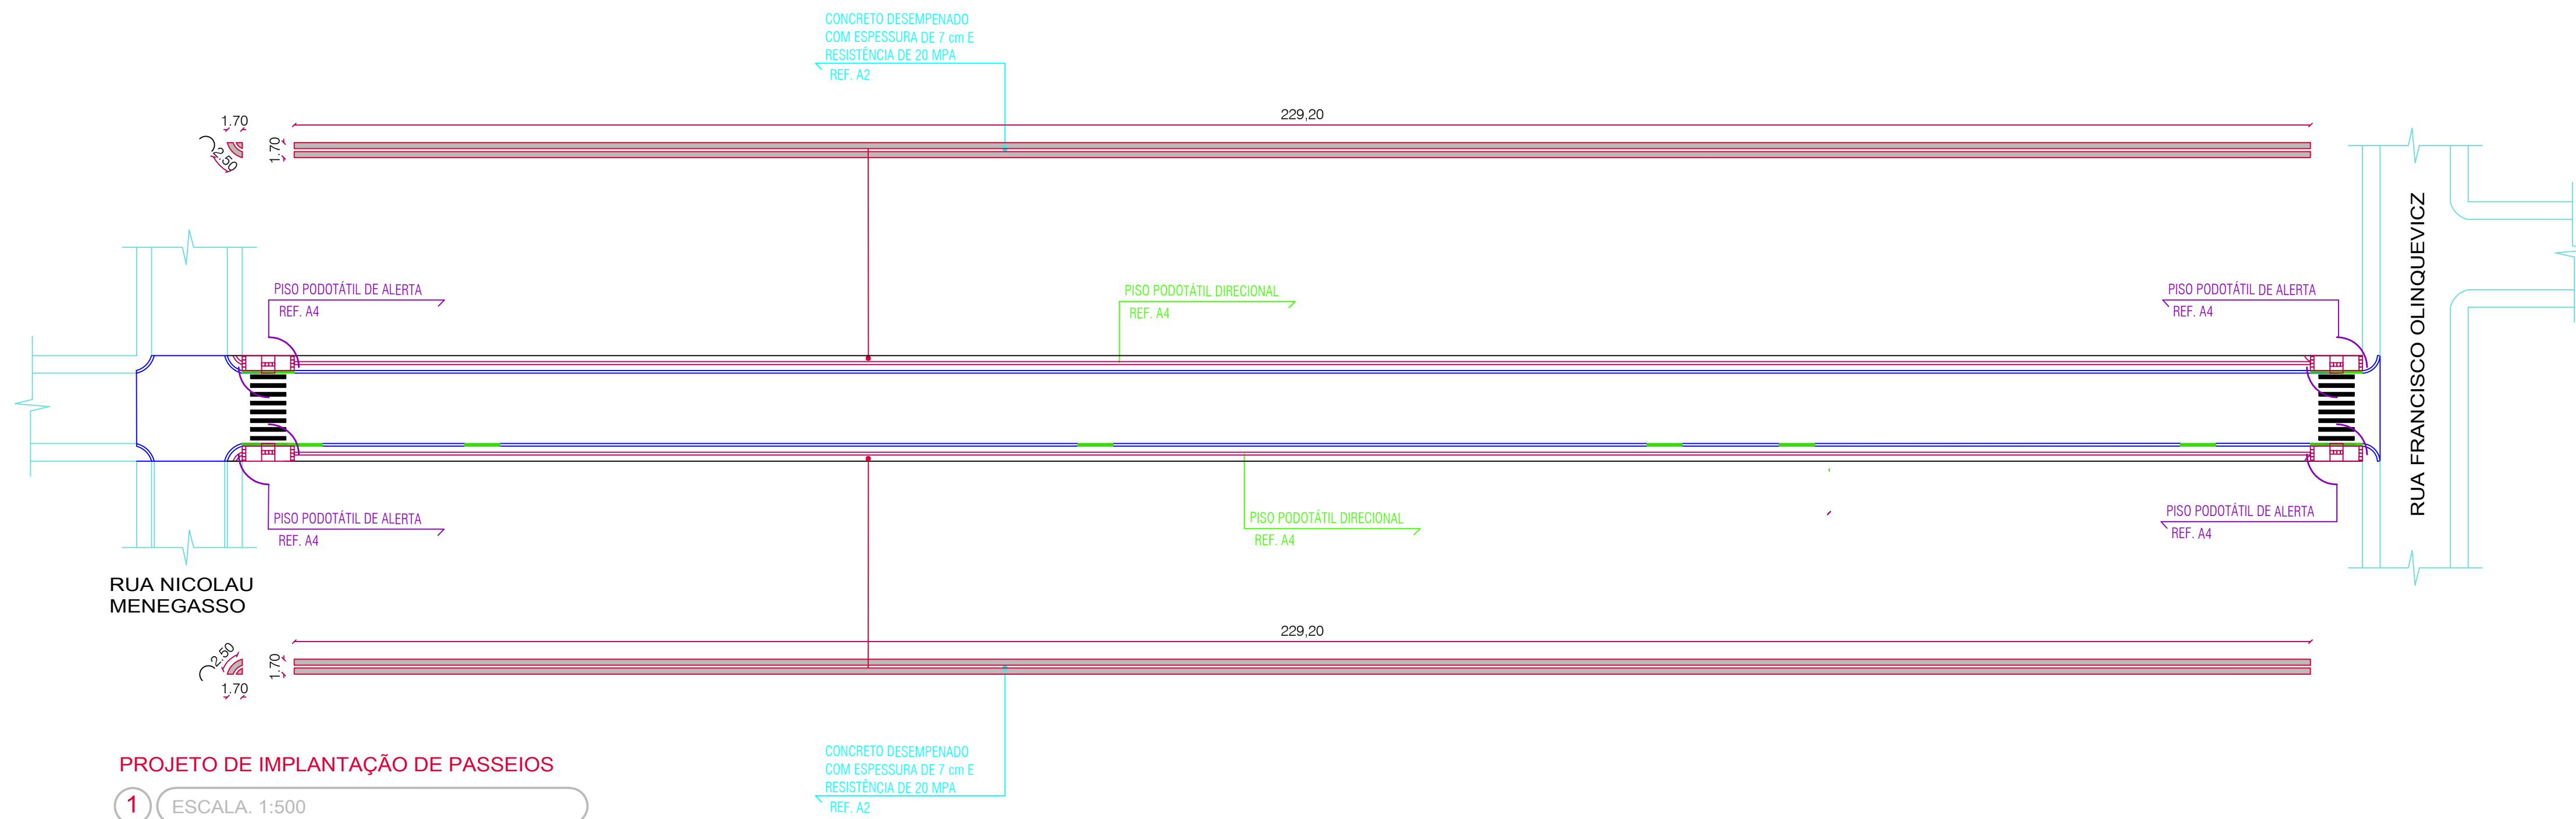 CONCRETO DESEMPENADO
COM ESPESSURA DE 7 cm E
RESISTÊNCIA DE 20 MPA
REF. A2
229,20
1.70
2.50
1.70
PISO PODOTÁTIL DE ALERTA
REF. A4
PISO PODOTÁTIL DIRECIONAL
REF. A4
PISO PODOTÁTIL DE ALERTA
REF. A4
RUA FRANCISCO OLINQUEVICZ
PISO PODOTÁTIL DE ALERTA
REF. A4
PISO PODOTÁTIL DIRECIONAL
REF. A4
PISO PODOTÁTIL DE ALERTA
REF. A4
RUA NICOLAU
MENEGASSO
229,20
2.50
1.70
1.70
CONCRETO DESEMPENADO
COM ESPESSURA DE 7 cm E
RESISTÊNCIA DE 20 MPA
REF. A2
PROJETO DE IMPLANTAÇÃO DE PASSEIOS
1 ESCALA. 1:500